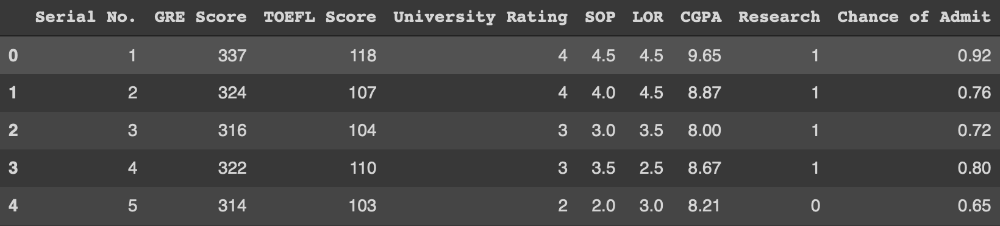 Serial No. GRE Score TOEFL Score University Rating SOP LOR CGPA Research Chance of Admit
0 1 337 118 4 4.5 4.5 9.65 1 0.92
1 2 324 107 4 4.0 4.5 8.87 1 0.76
2 3 316 104 3 3.0 3.5 8.00 1 0.72
3 4 322 110 3 3.5 2.5 8.67 1 0.80
4 5 314 103 2 2.0 3.0 8.21 0 0.65